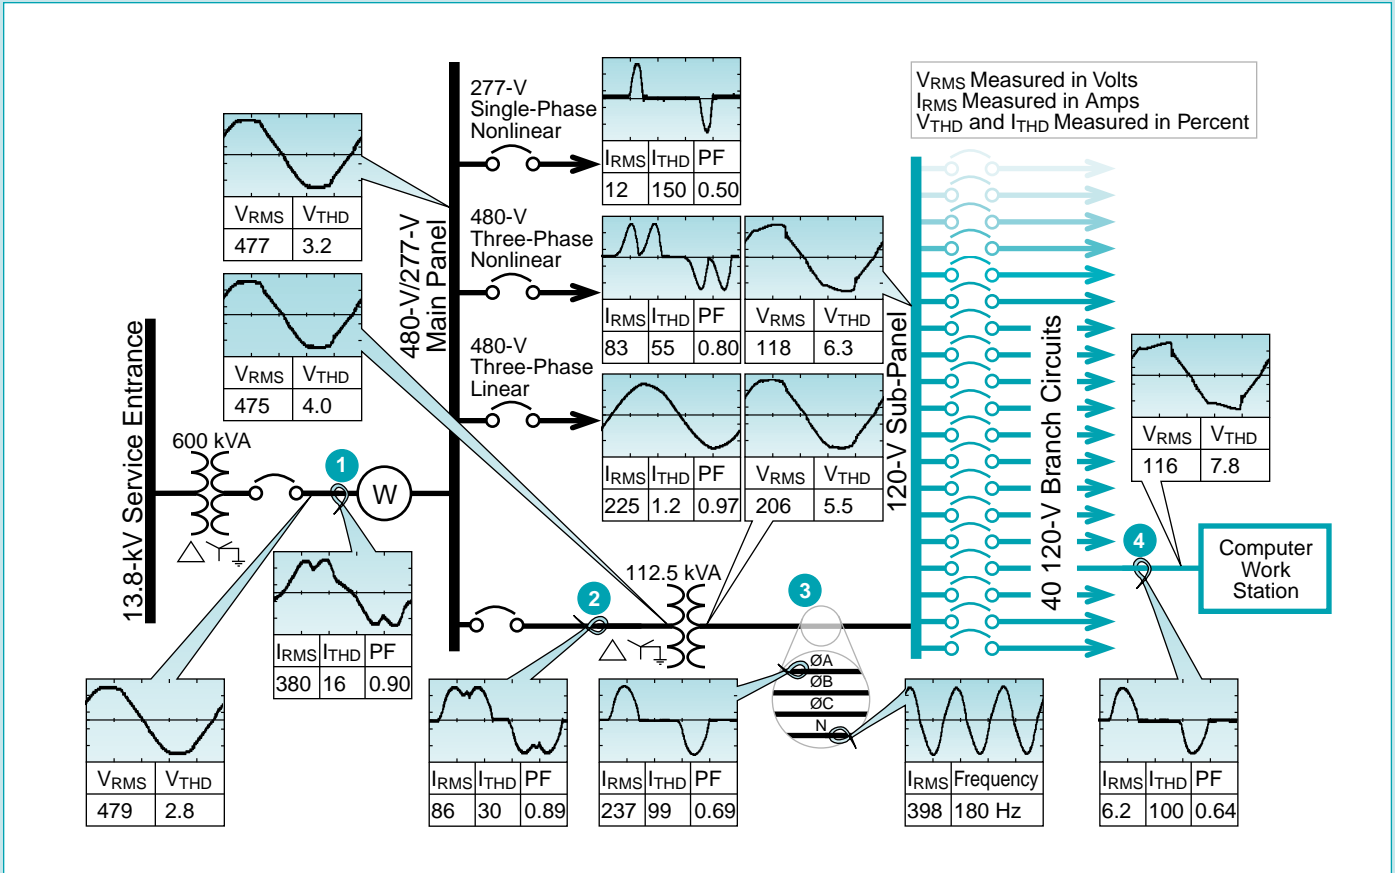 VRMS Measured in Volts
IRMS Measured in Amps
VTHD and ITHD Measured in Percent
277-V
Single-Phase
Nonlinear
IRMS ITHD PF
12 150 0.50
VRMS VTHD
477 3.2
480-V/277-V
Main Panel
480-V
Three-Phase
Nonlinear
IRMS ITHD PF
83 55 0.80
VRMS VTHD
118 6.3
VRMS VTHD
475 4.0
480-V
Three-Phase
Linear
IRMS ITHD PF
225 1.2 0.97
VRMS VTHD
206 5.5
120-V Sub-Panel
40 120-V Branch Circuits
VRMS VTHD
116 7.8
13.8-kV Service Entrance
600 kVA
1
W
IRMS ITHD PF
380 16 0.90
VRMS VTHD
479 2.8
2
112.5 kVA
3
ØA
ØB
ØC
N
4
Computer
Work
Station
IRMS ITHD PF
86 30 0.89
IRMS ITHD PF
237 99 0.69
IRMS Frequency
398 180 Hz
IRMS ITHD PF
6.2 100 0.64